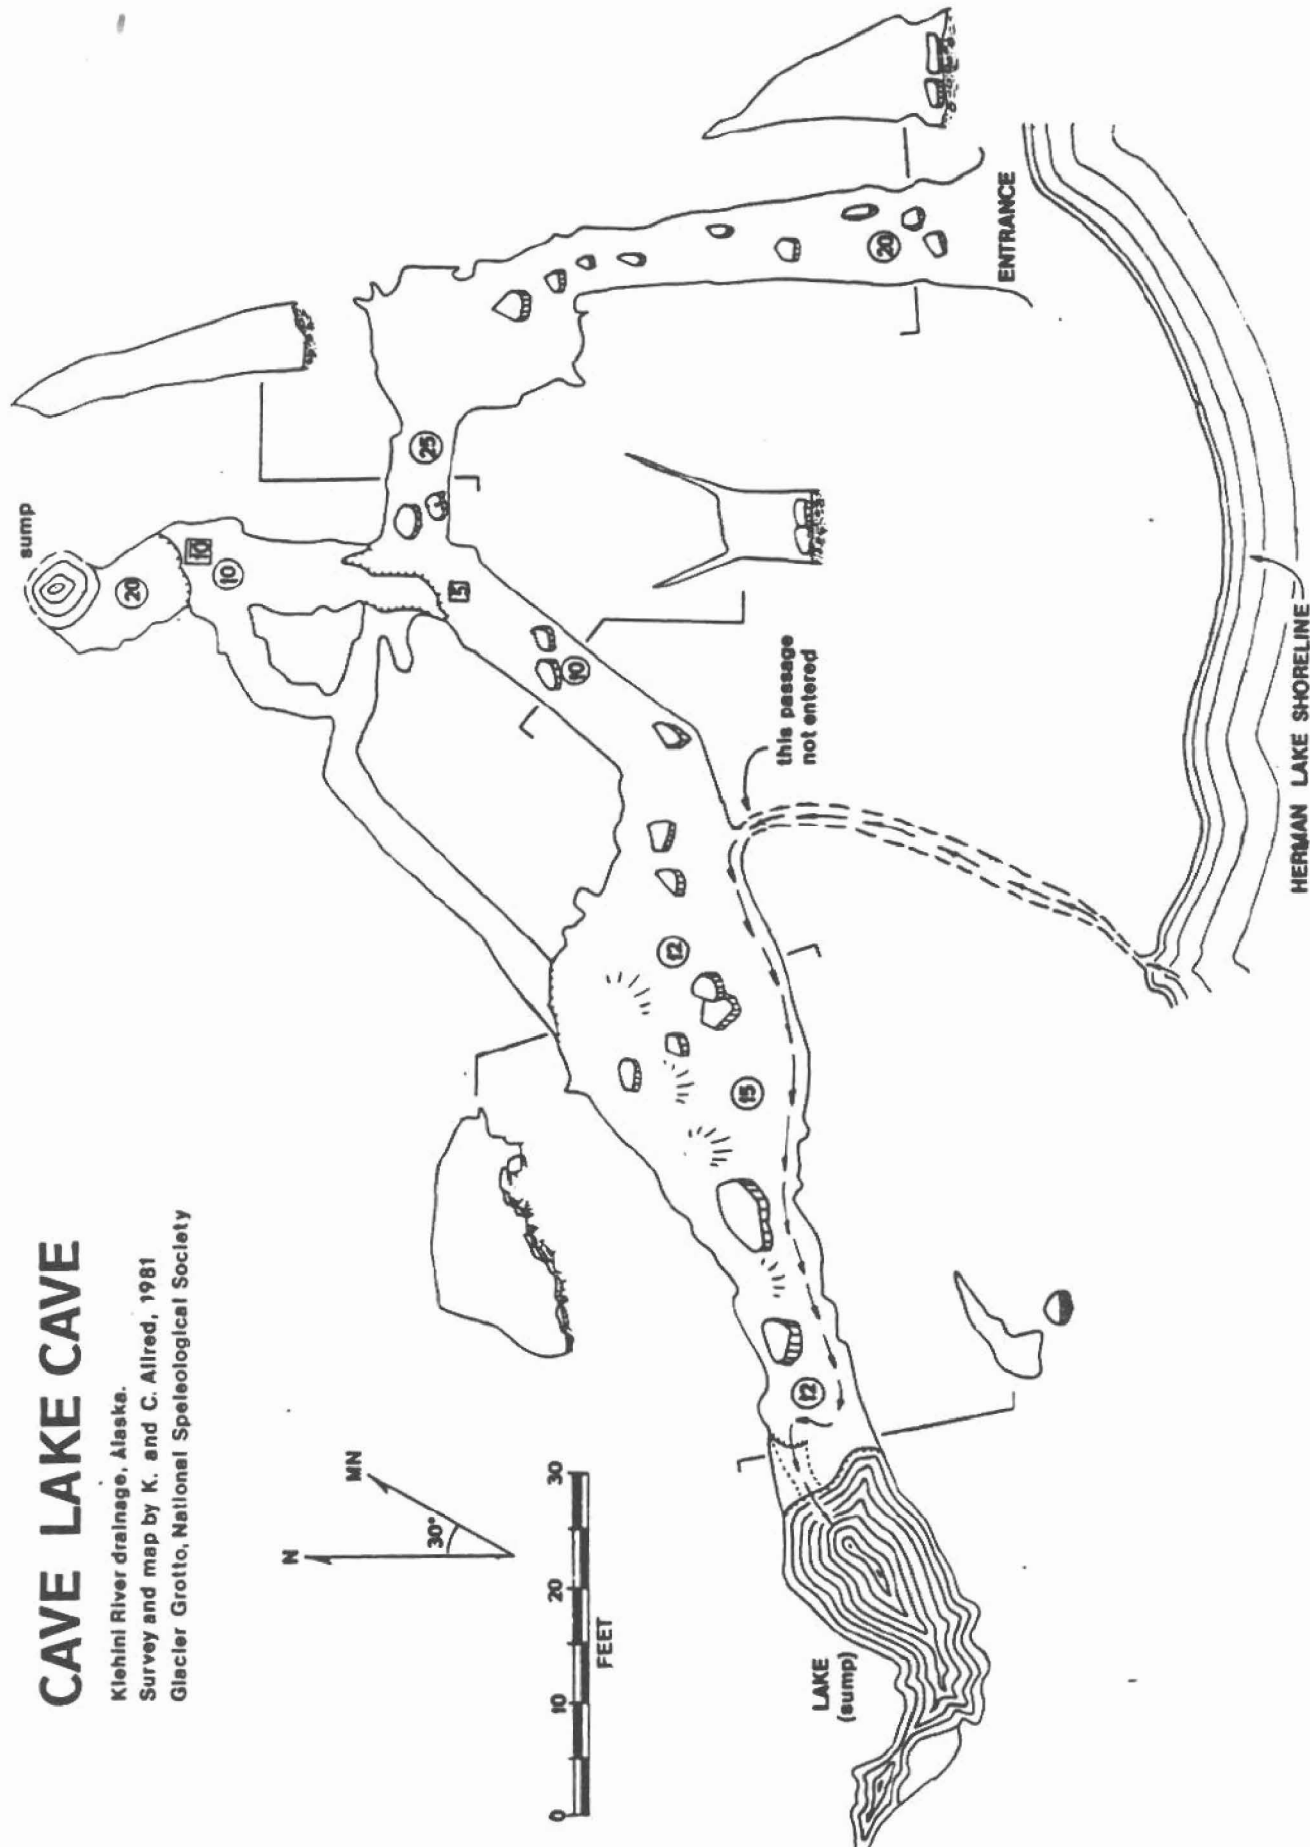 CAVE LAKE CAVE
Klehini River drainage, Alaska.
Survey and map by K. and C. Allred, 1981
Glacier Grotto, National Speleological Society
N
MN
30°
0 10 20 30
FEET
LAKE
(sump)
12
15
12
this passage
not entered
10
5
10
10
20
sump
25
20
ENTRANCE
HERMAN LAKE SHORELINE